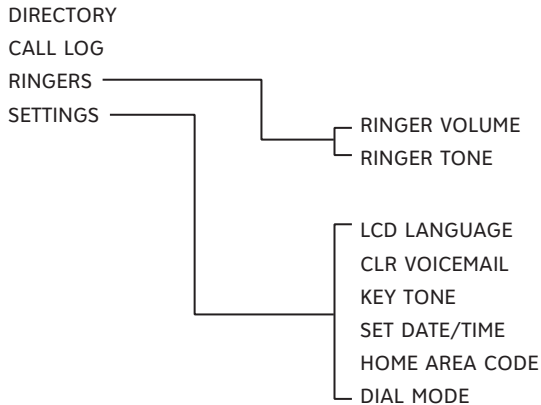 DIRECTORY
CALL LOG
RINGERS
SETTINGS
RINGER VOLUME
RINGER TONE
LCD LANGUAGE
CLR VOICEMAIL
KEY TONE
SET DATE/TIME
HOME AREA CODE
DIAL MODE